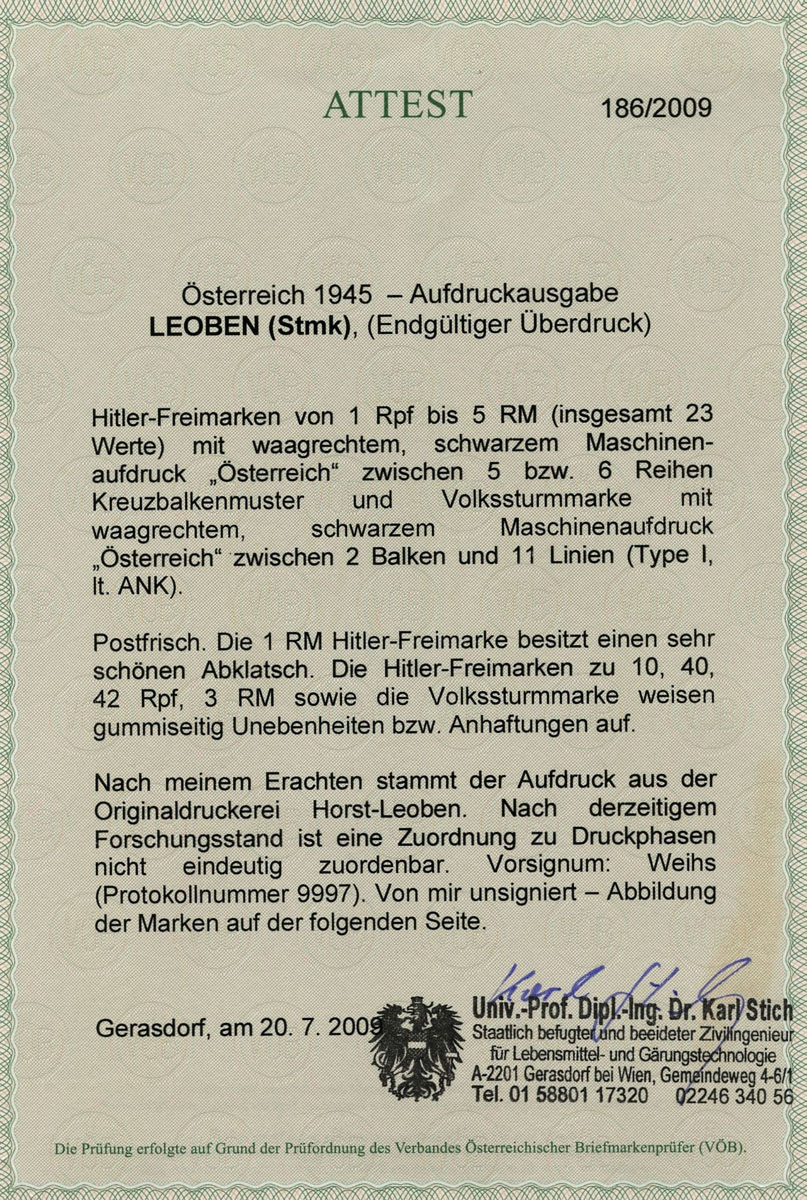 ATTEST
186/2009
Österreich 1945 – Aufdruckausgabe
LEOBEN (Stmk), (Endgültiger Überdruck)
Hitler-Freimarken von 1 Rpf bis 5 RM (insgesamt 23
Werte) mit waagrechtem, schwarzem Maschinen-
aufdruck „Österreich“ zwischen 5 bzw. 6 Reihen
Kreuzbalkenmuster und Volkssturmmarke mit
waagrechtem, schwarzem Maschinenaufdruck
„Österreich“ zwischen 2 Balken und 11 Linien (Type I,
lt. ANK).
Postfrisch. Die 1 RM Hitler-Freimarke besitzt einen sehr
schönen Abklatsch. Die Hitler-Freimarken zu 10, 40,
42 Rpf, 3 RM sowie die Volkssturmmarke weisen
gummiseitig Unebenheiten bzw. Anhaftungen auf.
Nach meinem Erachten stammt der Aufdruck aus der
Originaldruckerei Horst-Leoben. Nach derzeitigem
Forschungsstand ist eine Zuordnung zu Druckphasen
nicht eindeutig zuordenbar. Vorsignum: Weihs
(Protokollnummer 9997). Von mir unsigniert – Abbildung
der Marken auf der folgenden Seite.
Gerasdorf, am 20. 7. 2009
Univ.-Prof. Dipl.-Ing. Dr. Karl Stich
Staatlich befugter und beeideter Zivilingenieur
für Lebensmittel- und Gärungstechnologie
A-2201 Gerasdorf bei Wien, Gemeindeweg 4-6/1
Tel. 01 58801 17320 02246 340 56
Die Prüfung erfolgte auf Grund der Prüfordnung des Verbandes Österreichischer Briefmarkenprüfer (VÖB).